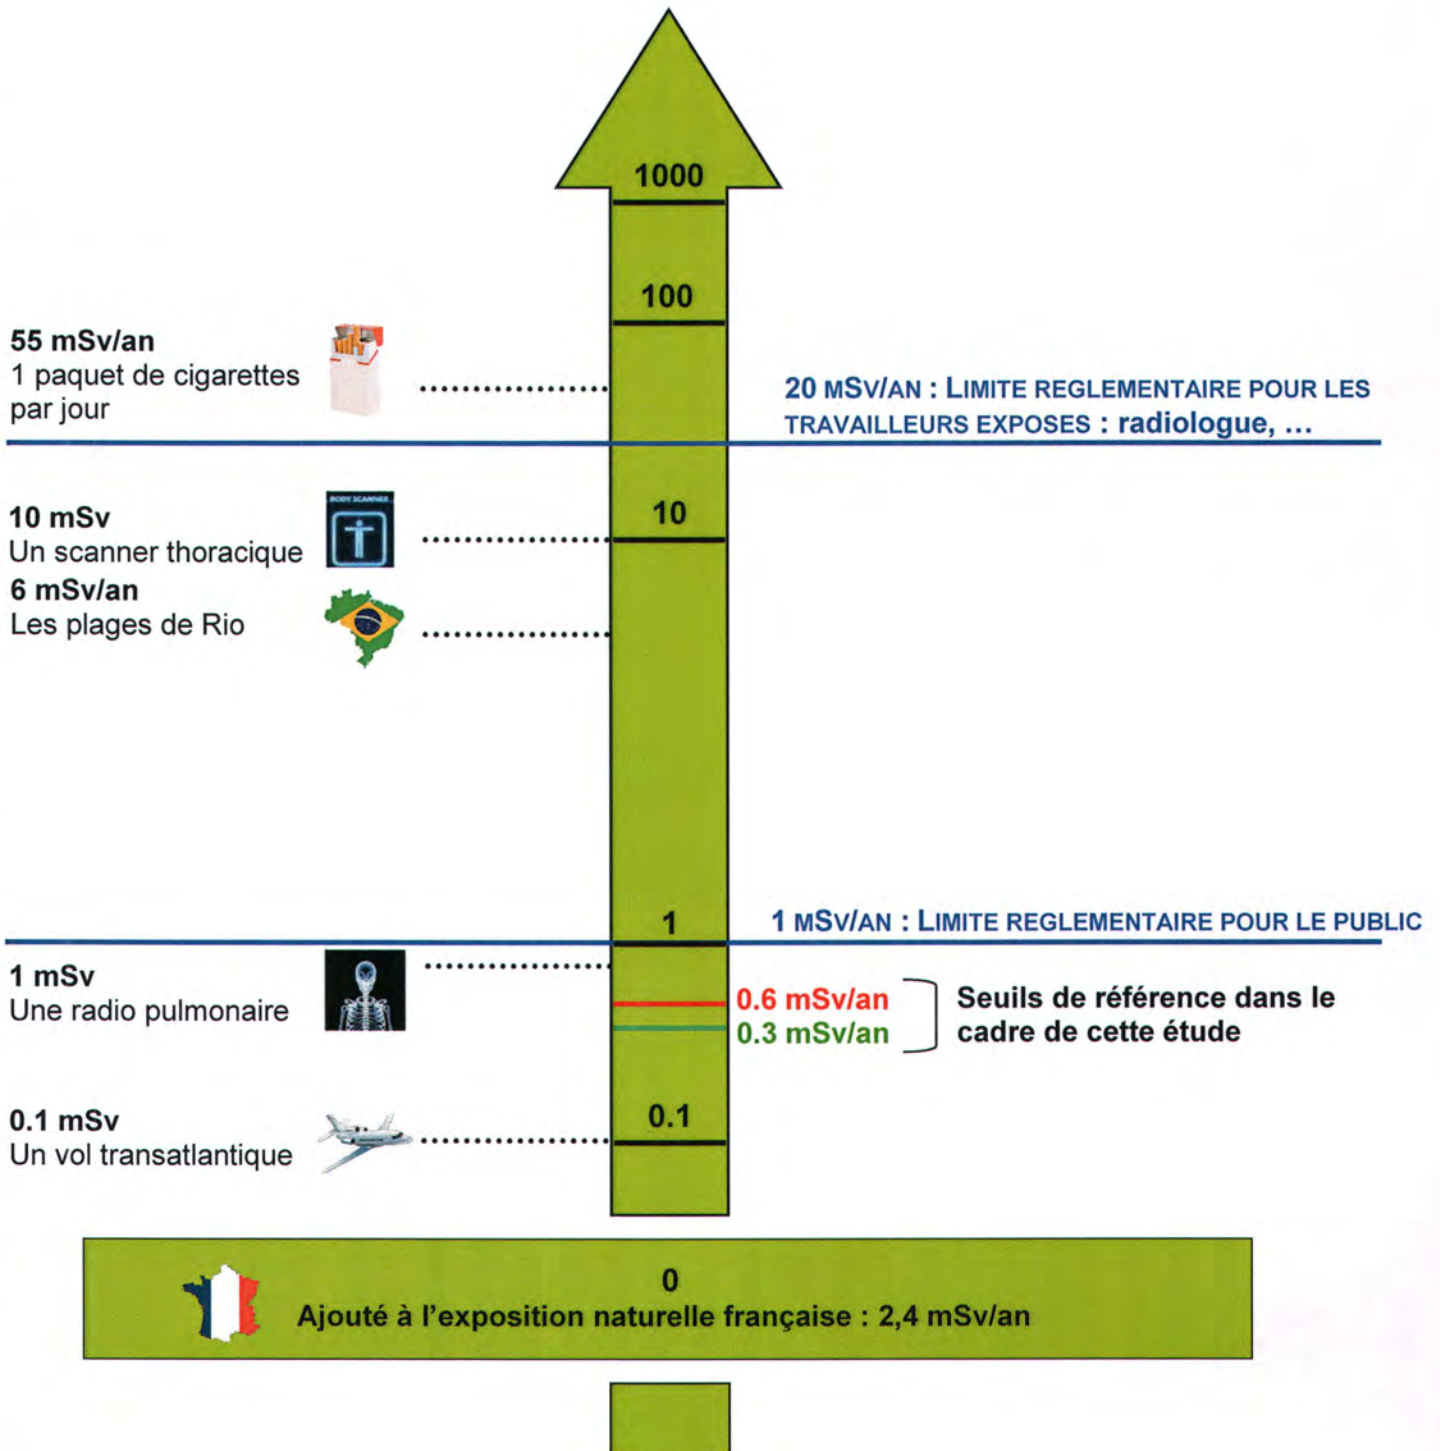 1000
100
55 mSv/an
1 paquet de cigarettes
par jour
20 MSV/AN : LIMITE REGLEMENTAIRE POUR LES
TRAVAILLEURS EXPOSES : radiologue, ...
BODY SCANNER
10 mSv
Un scanner thoracique
10
6 mSv/an
Les plages de Rio
1
1 MSV/AN : LIMITE REGLEMENTAIRE POUR LE PUBLIC
1 mSv
Une radio pulmonaire
0.6 mSv/an
0.3 mSv/an
Seuils de référence dans le
cadre de cette étude
0.1 mSv
Un vol transatlantique
0.1
0
Ajouté à l'exposition naturelle française : 2,4 mSv/an